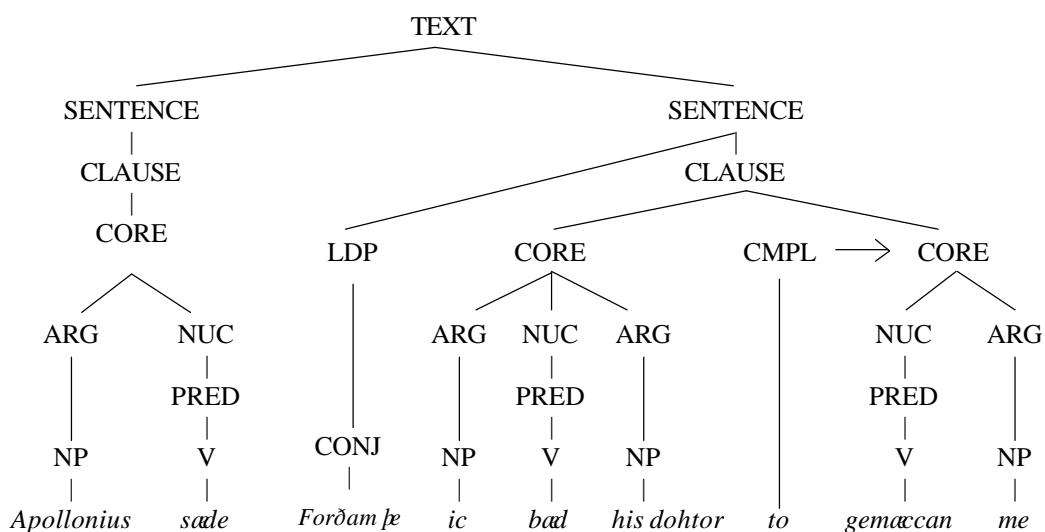 TEXT
SENTENCE SENTENCE
CLAUSE CLAUSE
CORE LDP CORE CMPL CORE
ARG NUC ARG NUC ARG NUC ARG
PRED PRED PRED
CONJ
NP V NP V NP V NP
Apollonius sæde Forðam þe ic bæd his dohtor to gemæccan me